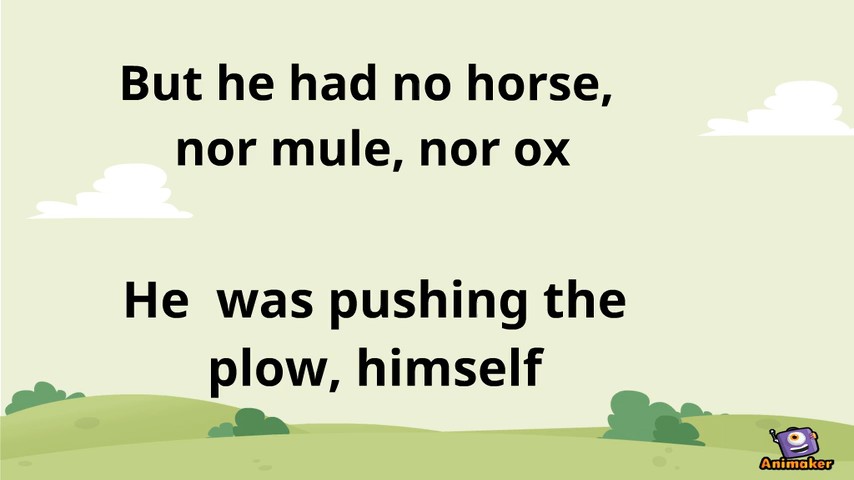 But he had no horse,
nor mule, nor ox
He  was pushing the
plow, himself
Animaker